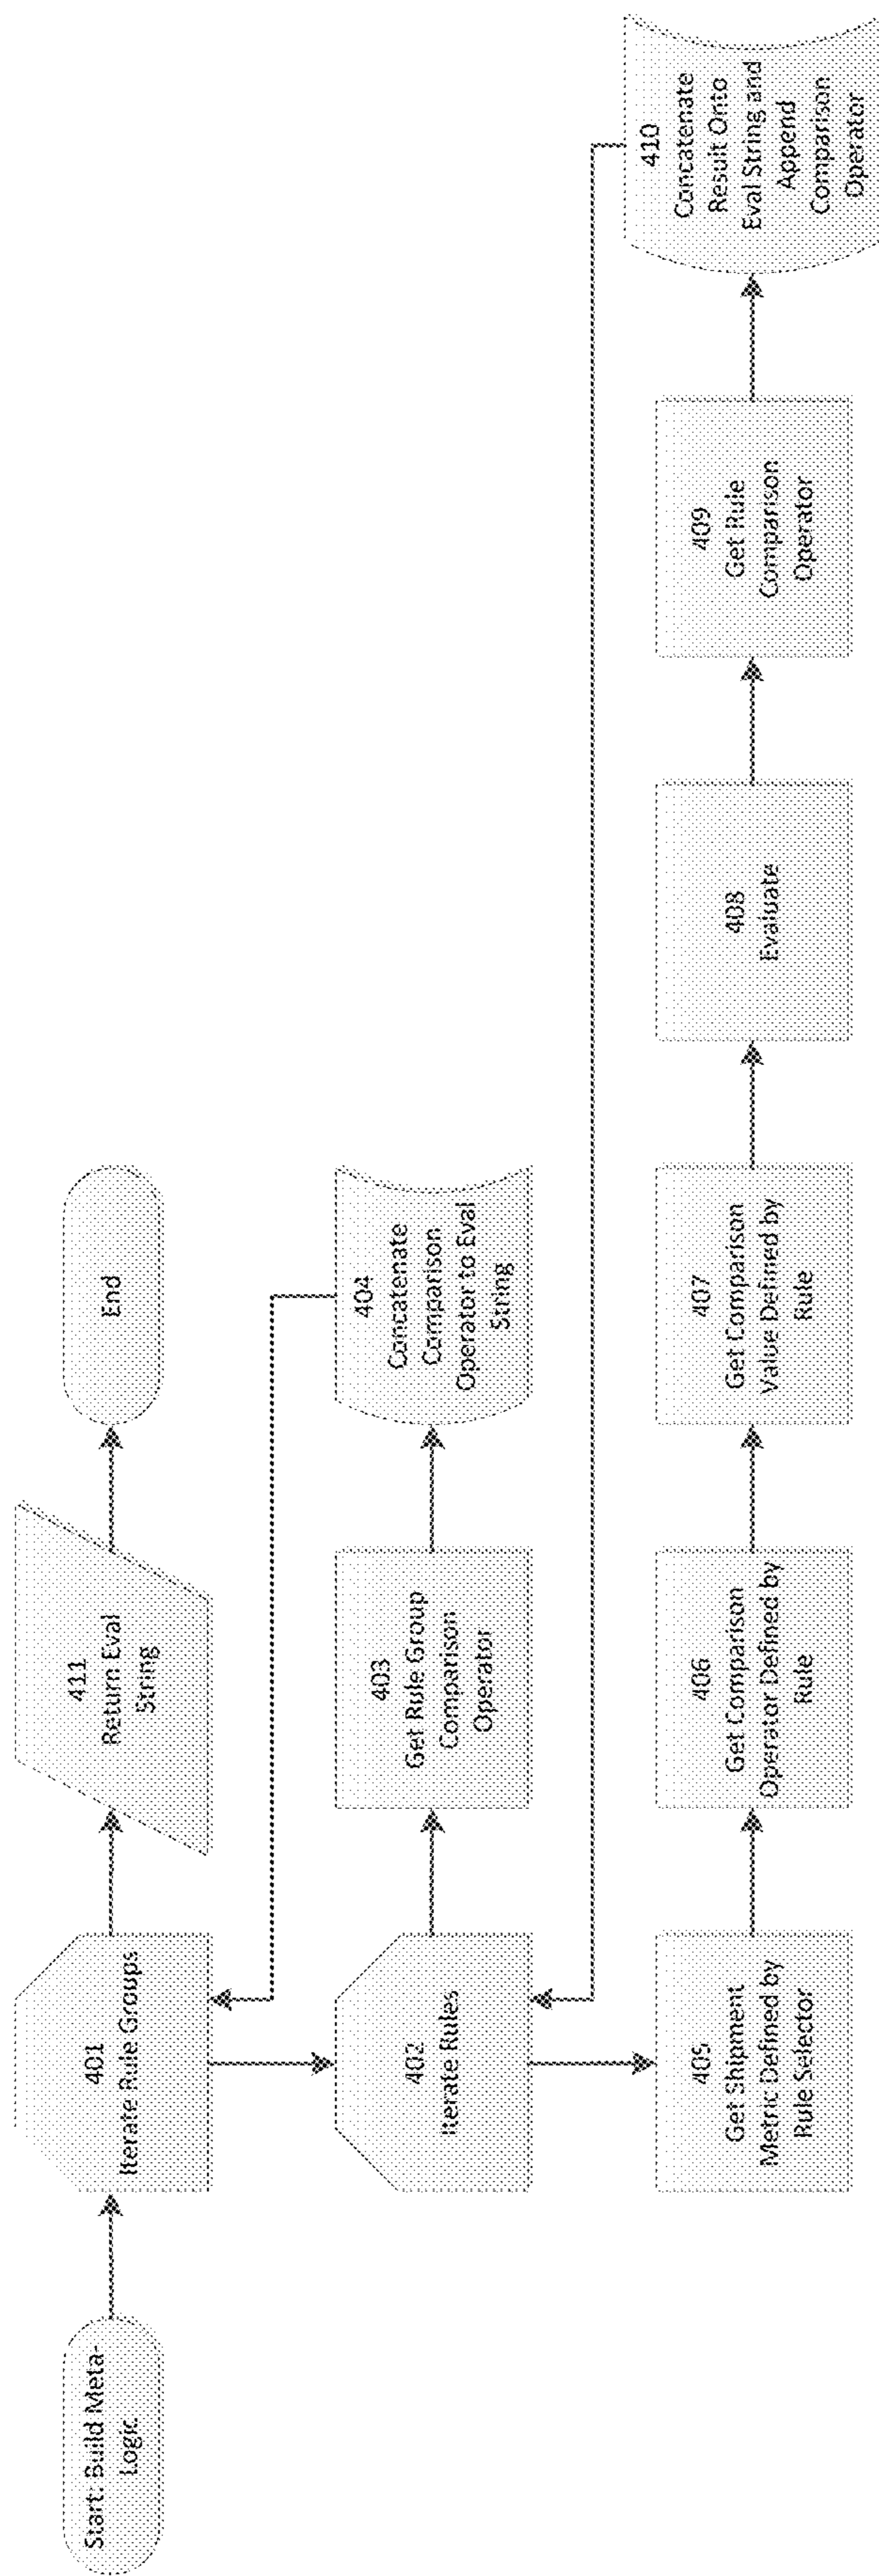 Start: Build Meta-
Logic
401
Iterate Rule Groups
411
Return Eval
String
End
402
Iterate Rules
403
Get Rule Group
Comparison
Operator
404
Concatenate
Comparison
Operator to Eval
String
405
Get Shipment
Metric Defined by
Rule Selector
406
Get Comparison
Operator Defined by
Rule
407
Get Comparison
Value Defined by
Rule
408
Evaluate
409
Get Rule
Comparison
Operator
410
Concatenate
Result Onto
Eval String and
Append
Comparison
Operator